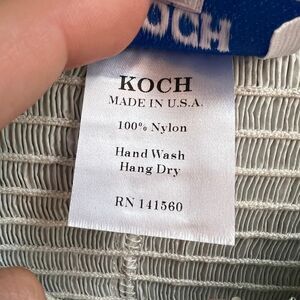 KOCH
KOCH
MADE IN U.S.A.
100% Nylon
Hand Wash
Hang Dry
RN 141560